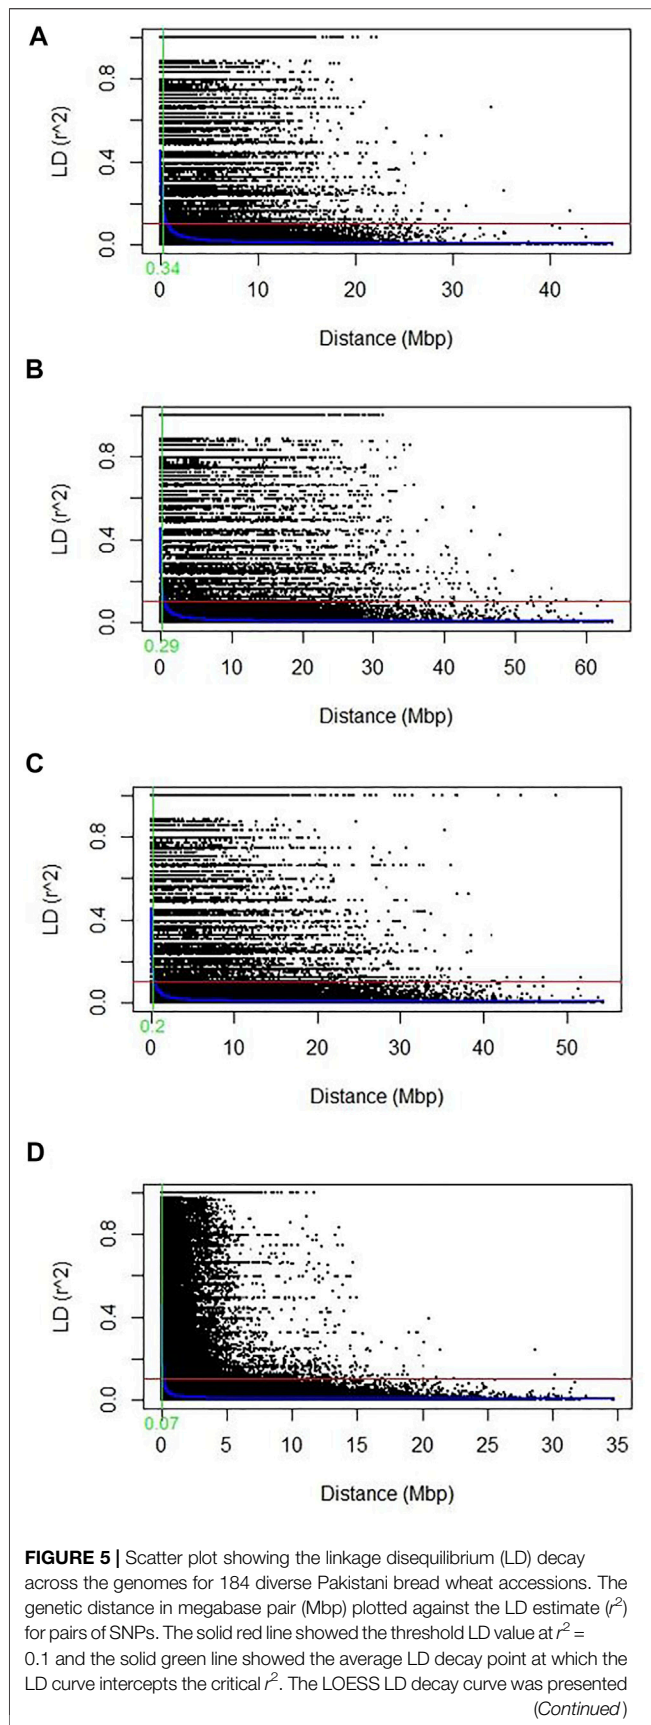 A
LD (r^2)
0.8
0.4
0.0
0.34
0 10 20 30 40
Distance (Mbp)
B
LD (r^2)
0.8
0.4
0.0
0.29
0 10 20 30 40 50 60
Distance (Mbp)
C
LD (r^2)
0.8
0.4
0.0
0.2
0 10 20 30 40 50
Distance (Mbp)
D
LD (r^2)
0.8
0.4
0.0
0.07
0 5 10 15 20 25 30 35
Distance (Mbp)
FIGURE 5 | Scatter plot showing the linkage disequilibrium (LD) decay
across the genomes for 184 diverse Pakistani bread wheat accessions. The
genetic distance in megabase pair (Mbp) plotted against the LD estimate (r²)
for pairs of SNPs. The solid red line showed the threshold LD value at r² =
0.1 and the solid green line showed the average LD decay point at which the
LD curve intercepts the critical r². The LOESS LD decay curve was presented
(Continued)